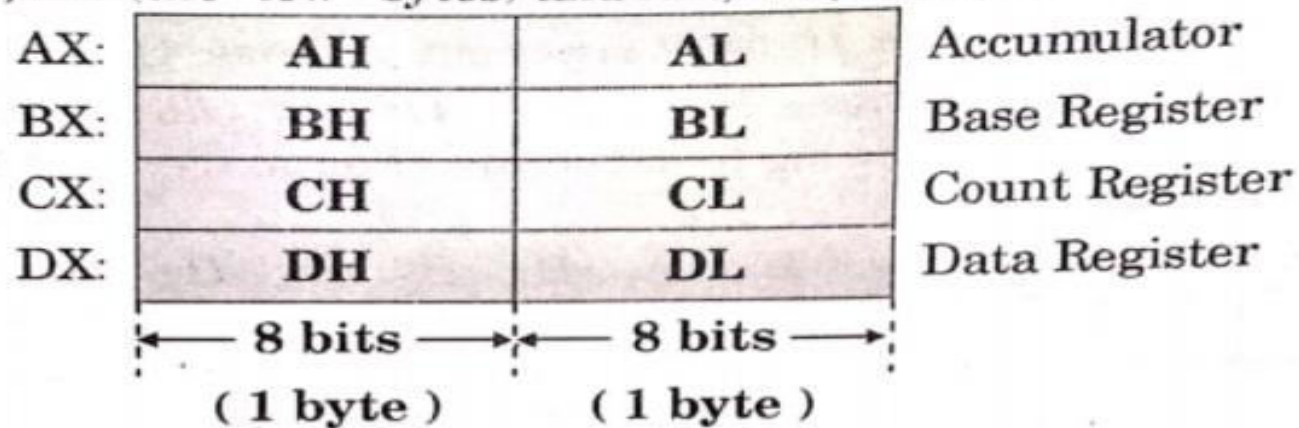 AX: AH AL Accumulator
BX: BH BL Base Register
CX: CH CL Count Register
DX: DH DL Data Register
8 bits 8 bits
( 1 byte ) ( 1 byte )